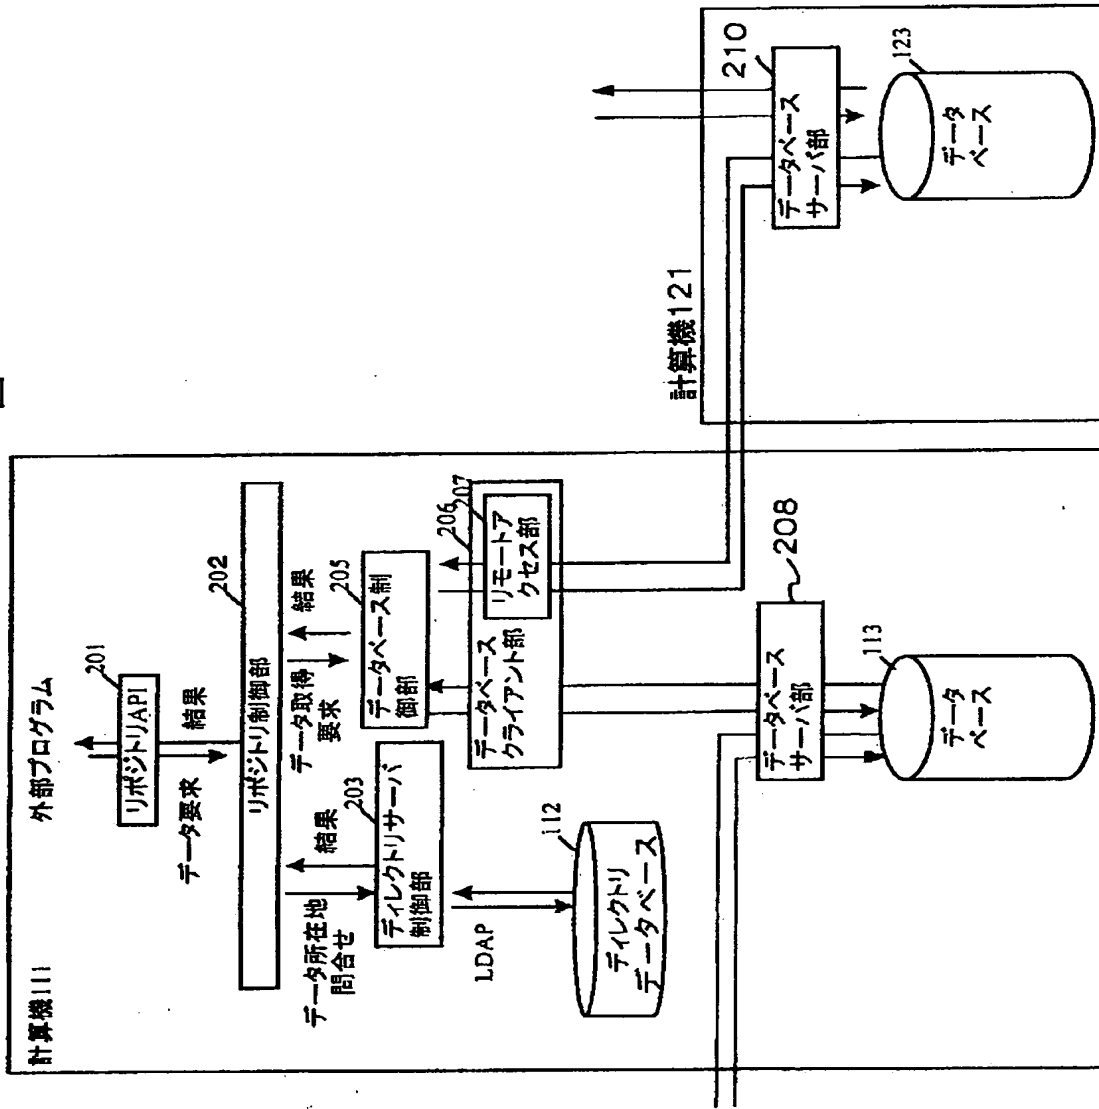 計算機111
外部プログラム
リポジトリAPI
201
データ要求
結果
リポジトリ制御部
202
データ所在地
問合せ
結果
データ取得
要求
結果
ディレクトリサーバ
制御部
203
データベース制
御部
205
LDAP
ディレクトリ
データベース
112
データベース
クライアント部
206
リモートア
クセス部
207
データベース
サーバ部
208
データ
ベース
113
計算機121
データベース
サーバ部
210
データ
ベース
123